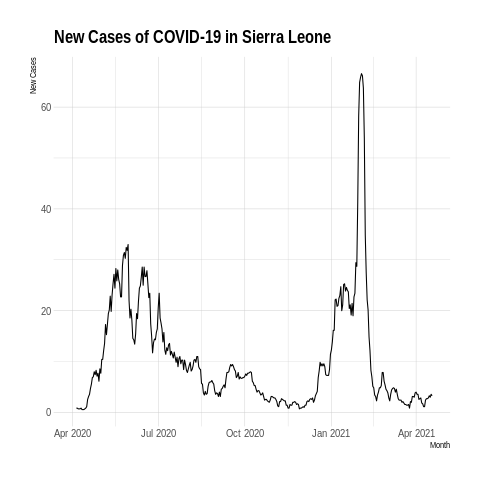 New Cases of COVID-19 in Sierra Leone
New Cases
60
40
20
0
Apr 2020 Jul 2020 Oct 2020 Jan 2021 Apr 2021
Month